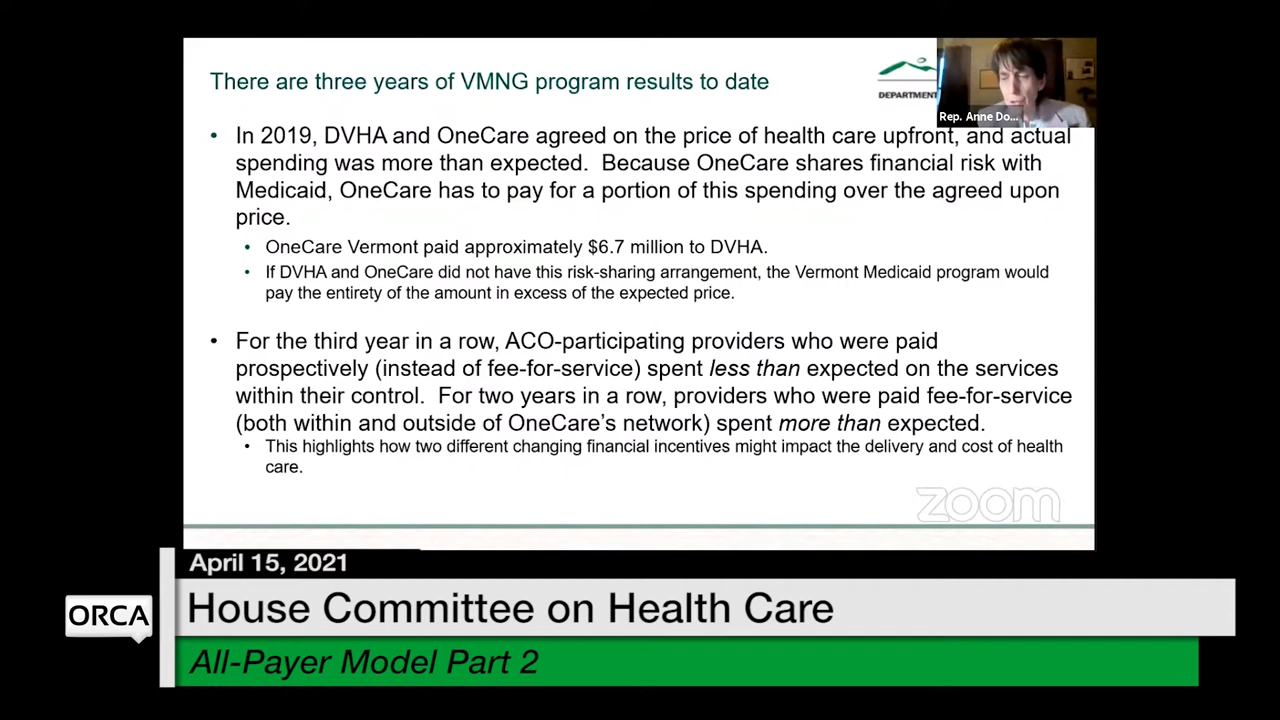 There are three years of VMNG program results to date
DEPARTMENT
Rep. Anne Do...
• In 2019, DVHA and OneCare agreed on the price of health care upfront, and actual
spending was more than expected. Because OneCare shares financial risk with
Medicaid, OneCare has to pay for a portion of this spending over the agreed upon
price.
• OneCare Vermont paid approximately $6.7 million to DVHA.
• If DVHA and OneCare did not have this risk-sharing arrangement, the Vermont Medicaid program would
pay the entirety of the amount in excess of the expected price.
• For the third year in a row, ACO-participating providers who were paid
prospectively (instead of fee-for-service) spent less than expected on the services
within their control. For two years in a row, providers who were paid fee-for-service
(both within and outside of OneCare's network) spent more than expected.
• This highlights how two different changing financial incentives might impact the delivery and cost of health
care.
zoom
April 15, 2021
ORCA
House Committee on Health Care
All-Payer Model Part 2